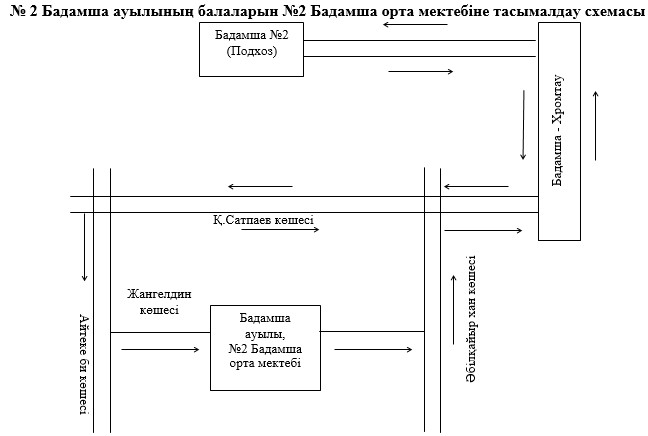 № 2 Бадамша ауылының балаларын №2 Бадамша орта мектебіне тасымалдау схемасы
Бадамша №2
(Подхоз)
Бадамша - Хромтау
Қ.Сатпаев көшесі
Жангелдин
көшесі
Бадамша
ауылы,
№2 Бадамша
орта мектебі
Айтеке би көшесі
Әбілқайыр хан көшесі